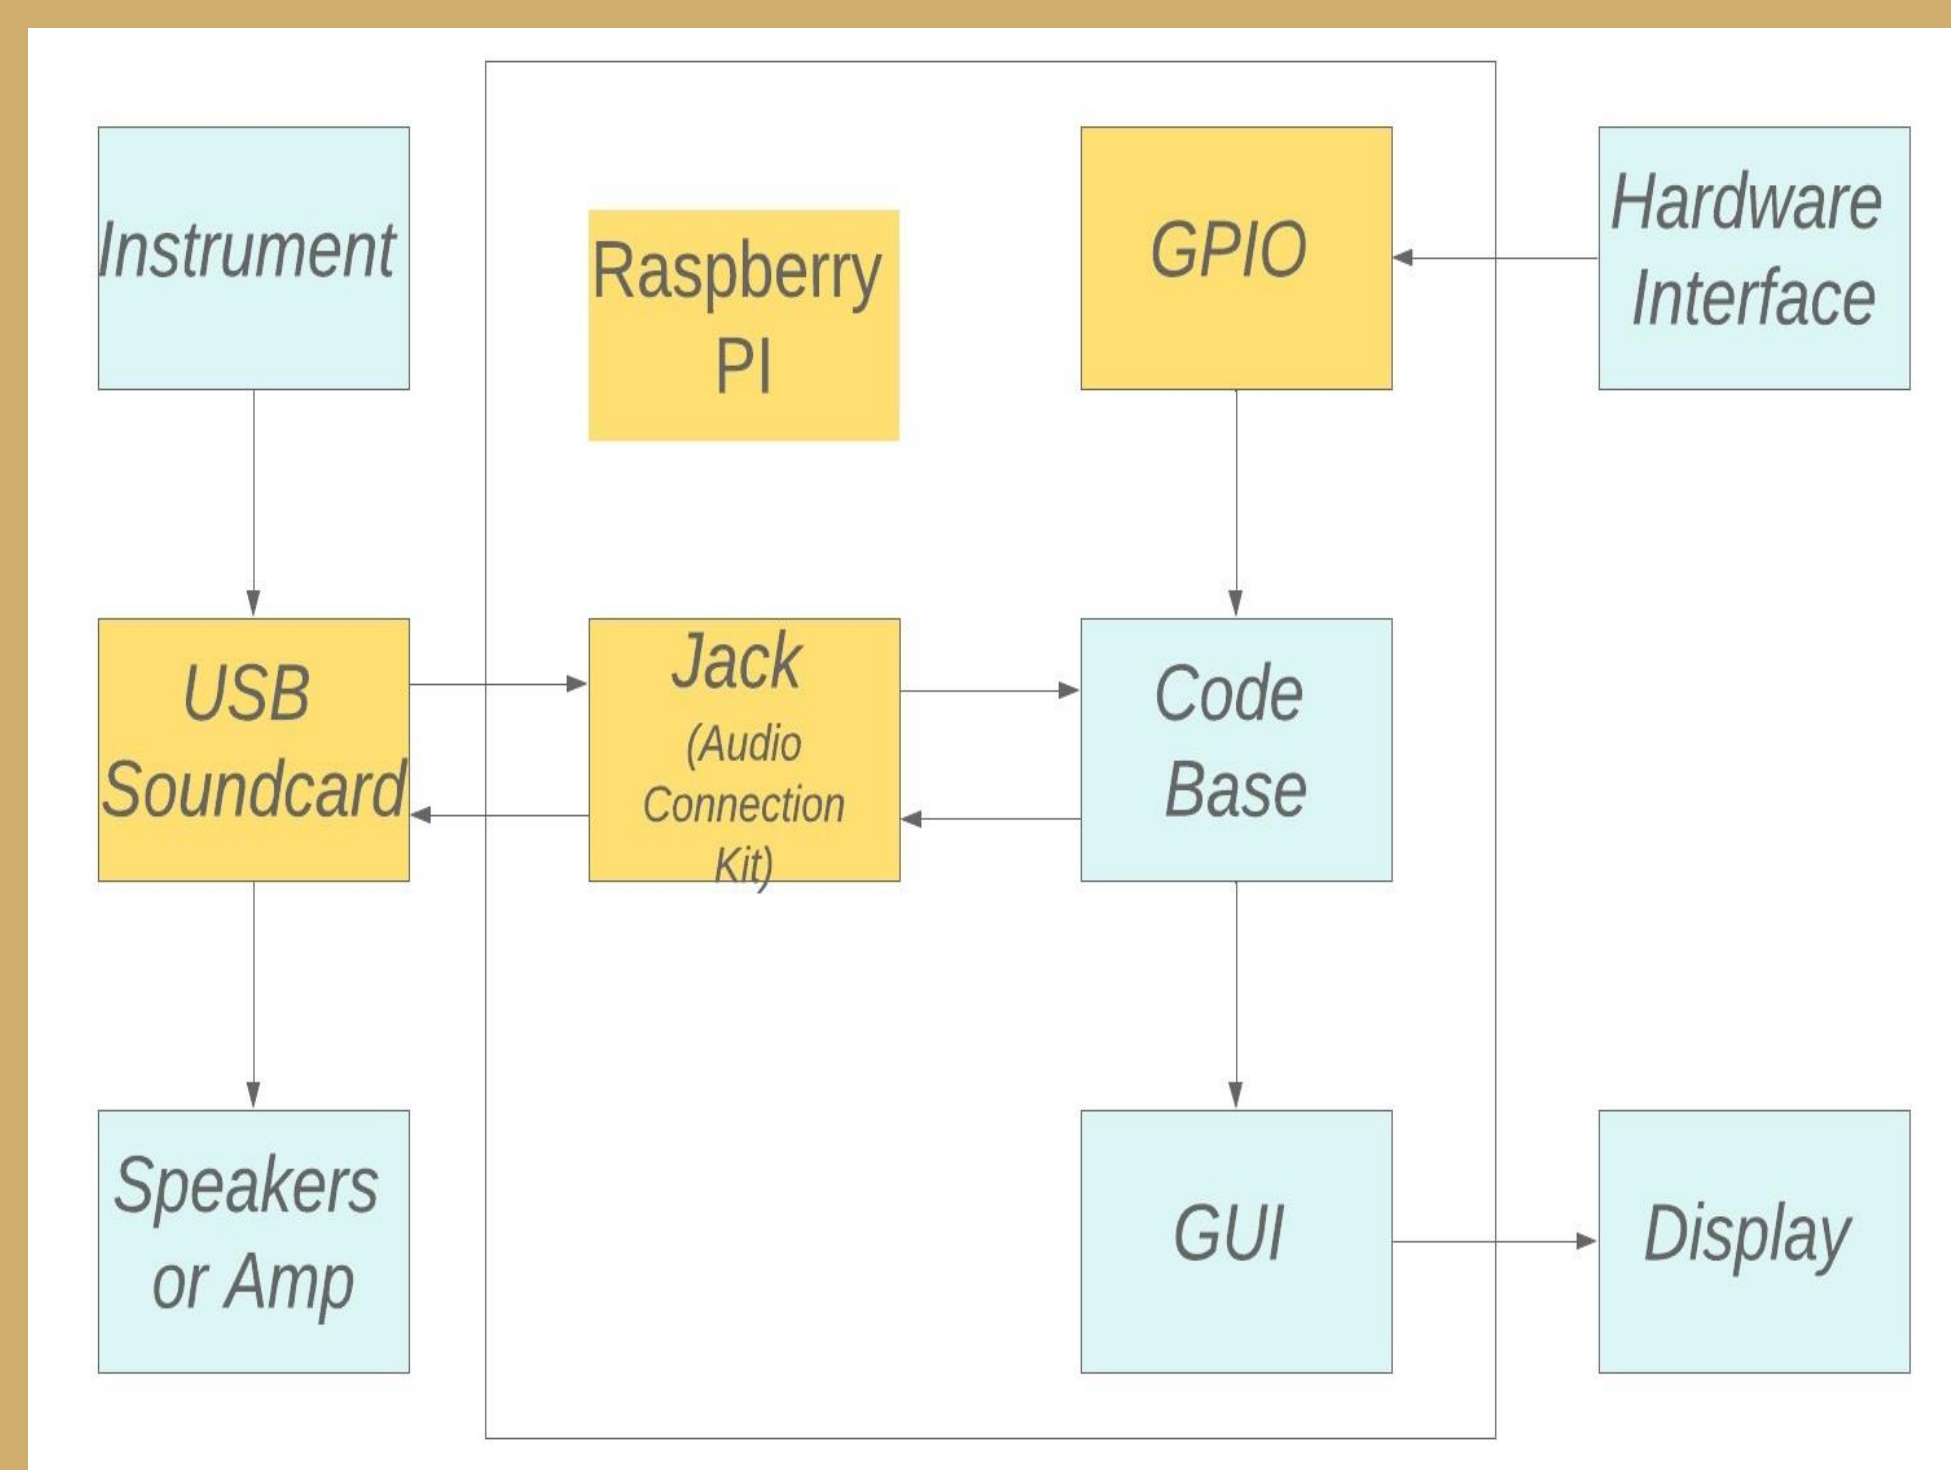 Instrument
Raspberry
PI
GPIO
Hardware
Interface
USB
Soundcard
Jack
(Audio
Connection
Kit)
Code
Base
Speakers
or Amp
GUI
Display